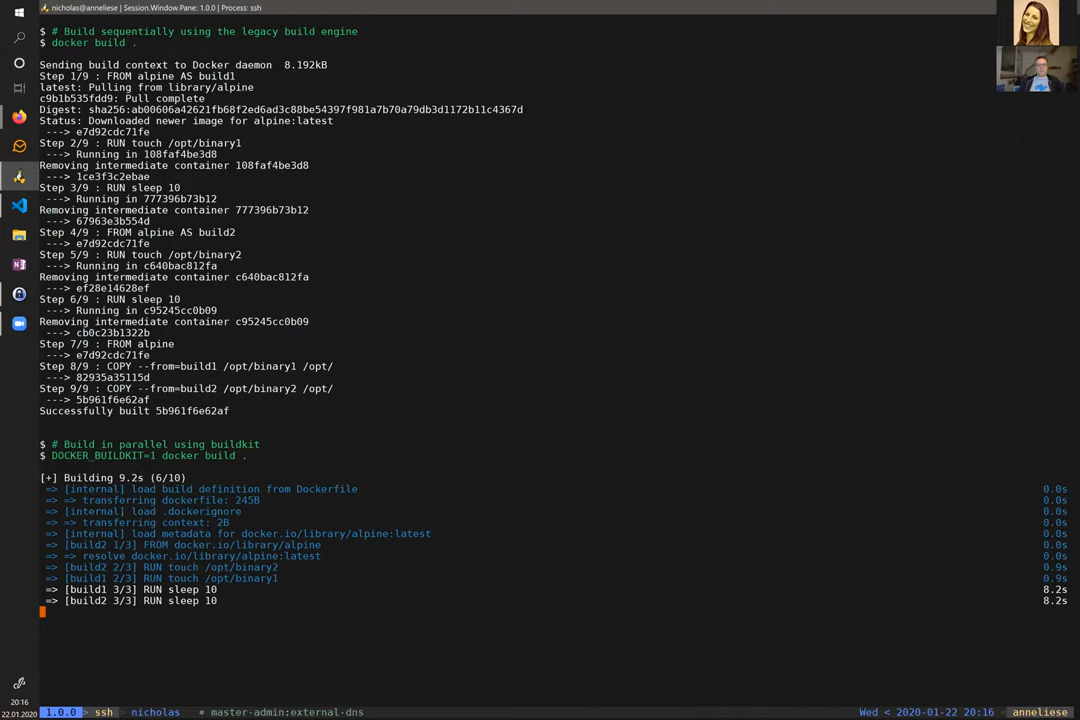 nicholas@anneliese | Session.Window.Pane: 1.0.0 | Process: ssh
$ # Build sequentially using the legacy build engine
$ docker build .
Sending build context to Docker daemon  8.192kB
Step 1/9 : FROM alpine AS build1
latest: Pulling from library/alpine
c9b1b535fdd9: Pull complete
Digest: sha256:ab00606a42621fb68f2ed6ad3c88be54397f981a7b70a79db3d1172b11c4367d
Status: Downloaded newer image for alpine:latest
---> e7d92cdc71fe
Step 2/9 : RUN touch /opt/binary1
---> Running in 108faf4be3d8
Removing intermediate container 108faf4be3d8
---> 1ce3f3c2ebae
Step 3/9 : RUN sleep 10
---> Running in 777396b73b12
Removing intermediate container 777396b73b12
---> 67963e3b554d
Step 4/9 : FROM alpine AS build2
---> e7d92cdc71fe
Step 5/9 : RUN touch /opt/binary2
---> Running in c640bac812fa
Removing intermediate container c640bac812fa
---> ef28e14628ef
Step 6/9 : RUN sleep 10
---> Running in c95245cc0b09
Removing intermediate container c95245cc0b09
---> cb0c23b1322b
Step 7/9 : FROM alpine
---> e7d92cdc71fe
Step 8/9 : COPY --from=build1 /opt/binary1 /opt/
---> 82935a35115d
Step 9/9 : COPY --from=build2 /opt/binary2 /opt/
---> 5b961f6e62af
Successfully built 5b961f6e62af
$ # Build in parallel using buildkit
$ DOCKER_BUILDKIT=1 docker build .
[+] Building 9.2s (6/10)
=> [internal] load build definition from Dockerfile 0.0s
=> => transferring dockerfile: 245B 0.0s
=> [internal] load .dockerignore 0.0s
=> => transferring context: 2B 0.0s
=> [internal] load metadata for docker.io/library/alpine:latest 0.0s
=> [build2 1/3] FROM docker.io/library/alpine 0.0s
=> => resolve docker.io/library/alpine:latest 0.0s
=> [build2 2/3] RUN touch /opt/binary2 0.9s
=> [build1 2/3] RUN touch /opt/binary1 0.9s
=> [build1 3/3] RUN sleep 10 8.2s
=> [build2 3/3] RUN sleep 10 8.2s
20:16
22.01.2020
1.0.0 > ssh > nicholas * master-admin:external-dns Wed < 2020-01-22 20:16 < anneliese